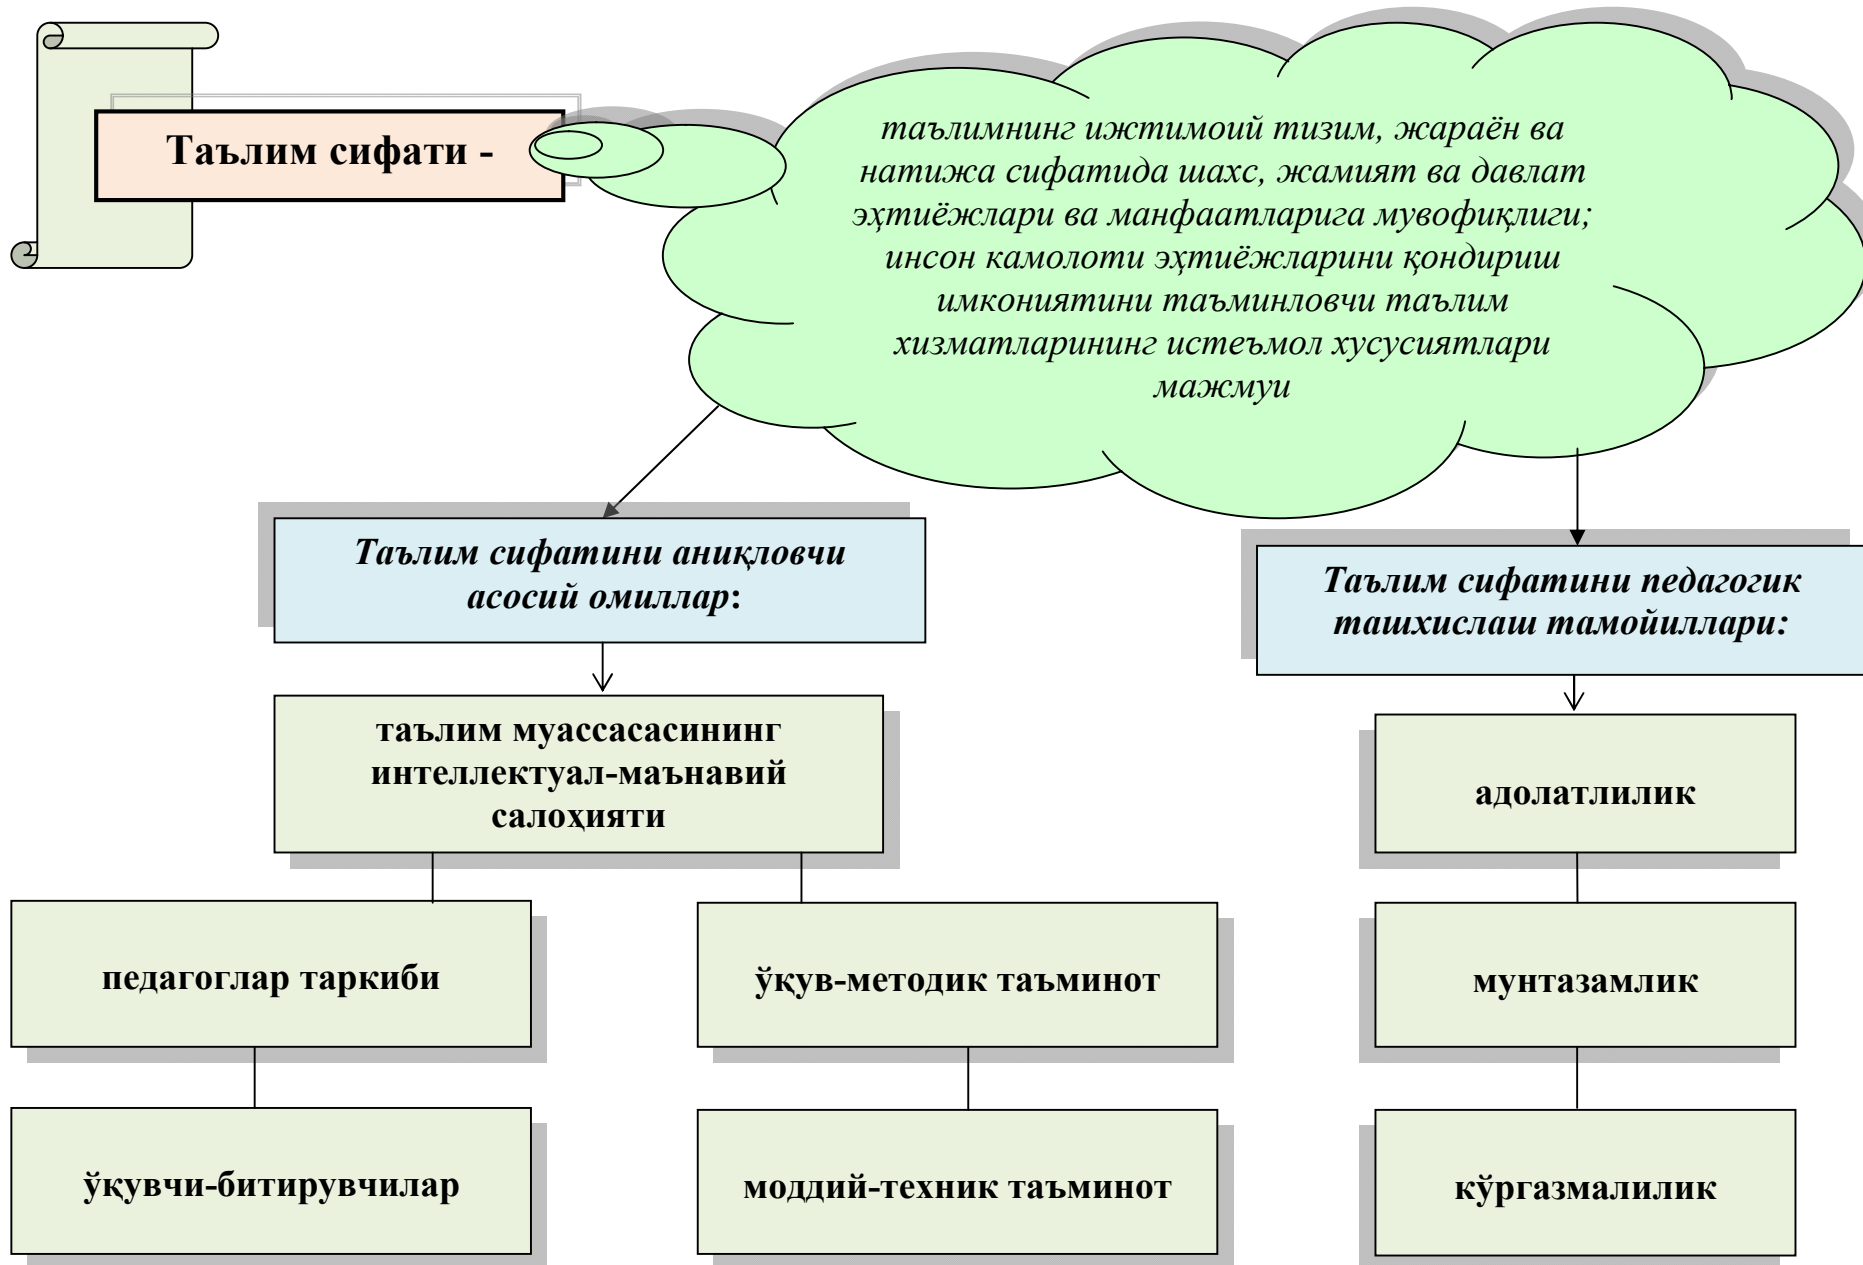 Таълим сифати -
таълимнинг ижтимоий тизим, жараён ва
натижа сифатида шахс, жамият ва давлат
эҳтиёжлари ва манфаатларига мувофиқлиги;
инсон камолоти эҳтиёжларини қондириш
имкониятини таъминловчи таълим
хизматларининг истеъмол хусусиятлари
мажмуи
Таълим сифатини аниқловчи
асосий омиллар:
Таълим сифатини педагогик
ташхислаш тамойиллари:
таълим муассасасининг
интеллектуал-маънавий
салоҳияти
адолатлилик
педагоглар таркиби
ўқув-методик таъминот
мунтазамлик
ўқувчи-битирувчилар
моддий-техник таъминот
кўргазмалилик